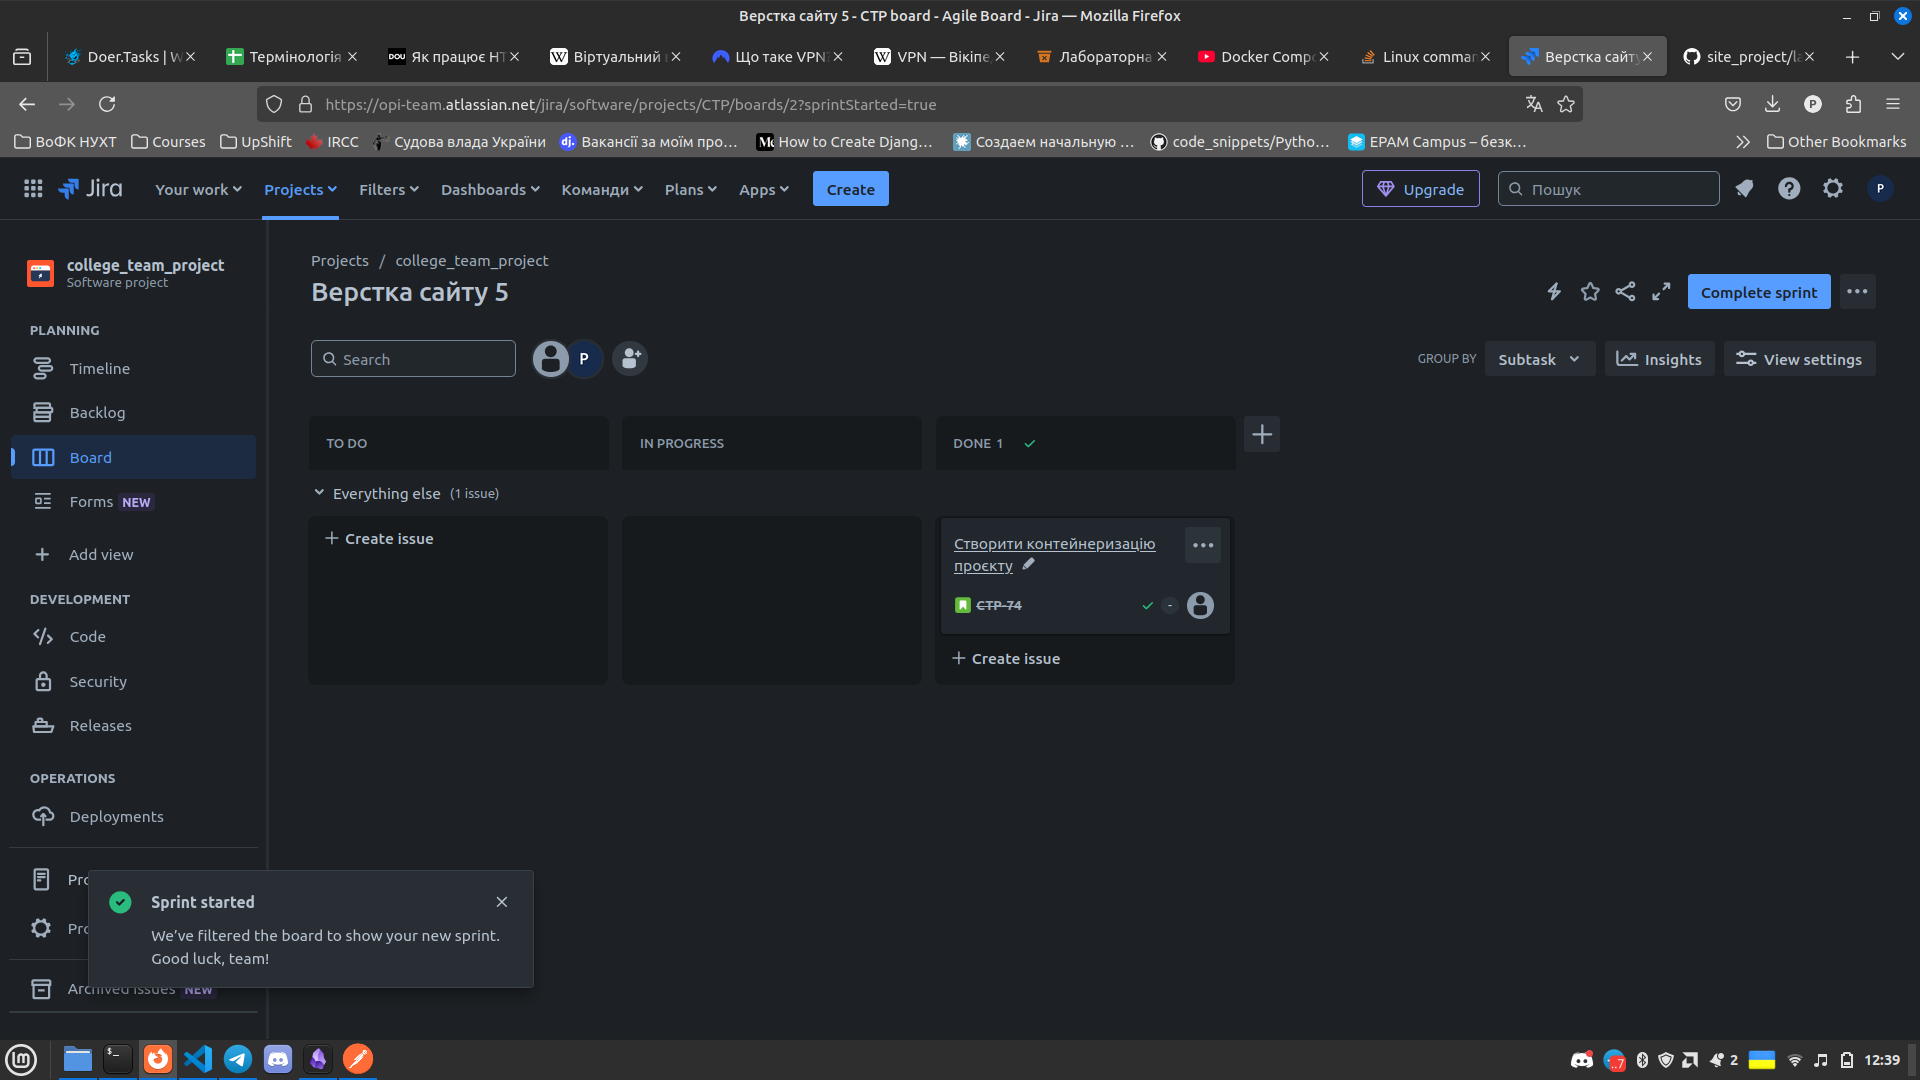 Верстка сайту 5 - CTP board - Agile Board - Jira — Mozilla Firefox
Doer.Tasks | W
Термінологія
Як працює HT
Віртуальний
Що таке VPN?
VPN — Вікіпе,
Лабораторна
Docker Comp
Linux comman
Верстка сайту
site_project/la
https://opi-team.atlassian.net/jira/software/projects/CTP/boards/2?sprintStarted=true
ВоФК НУХТ
Courses
UpShift
IRCC
Судова влада України
Вакансії за моїм про…
How to Create Djang…
Создаем начальную …
code_snippets/Pytho…
EPAM Campus – безк…
Other Bookmarks
Jira
Your work
Projects
Filters
Dashboards
Команди
Plans
Apps
Create
Upgrade
Пошук
P
college_team_project
Software project
PLANNING
Timeline
Backlog
Board
Forms NEW
Add view
DEVELOPMENT
Code
Security
Releases
OPERATIONS
Deployments
Archived issues NEW
Projects / college_team_project
Верстка сайту 5
Complete sprint
Search
P
GROUP BY
Subtask
Insights
View settings
TO DO
IN PROGRESS
DONE 1
Everything else (1 issue)
+ Create issue
Створити контейнеризацію
проєкту
CTP-74
-
+ Create issue
Sprint started
We’ve filtered the board to show your new sprint.
Good luck, team!
2
12:39